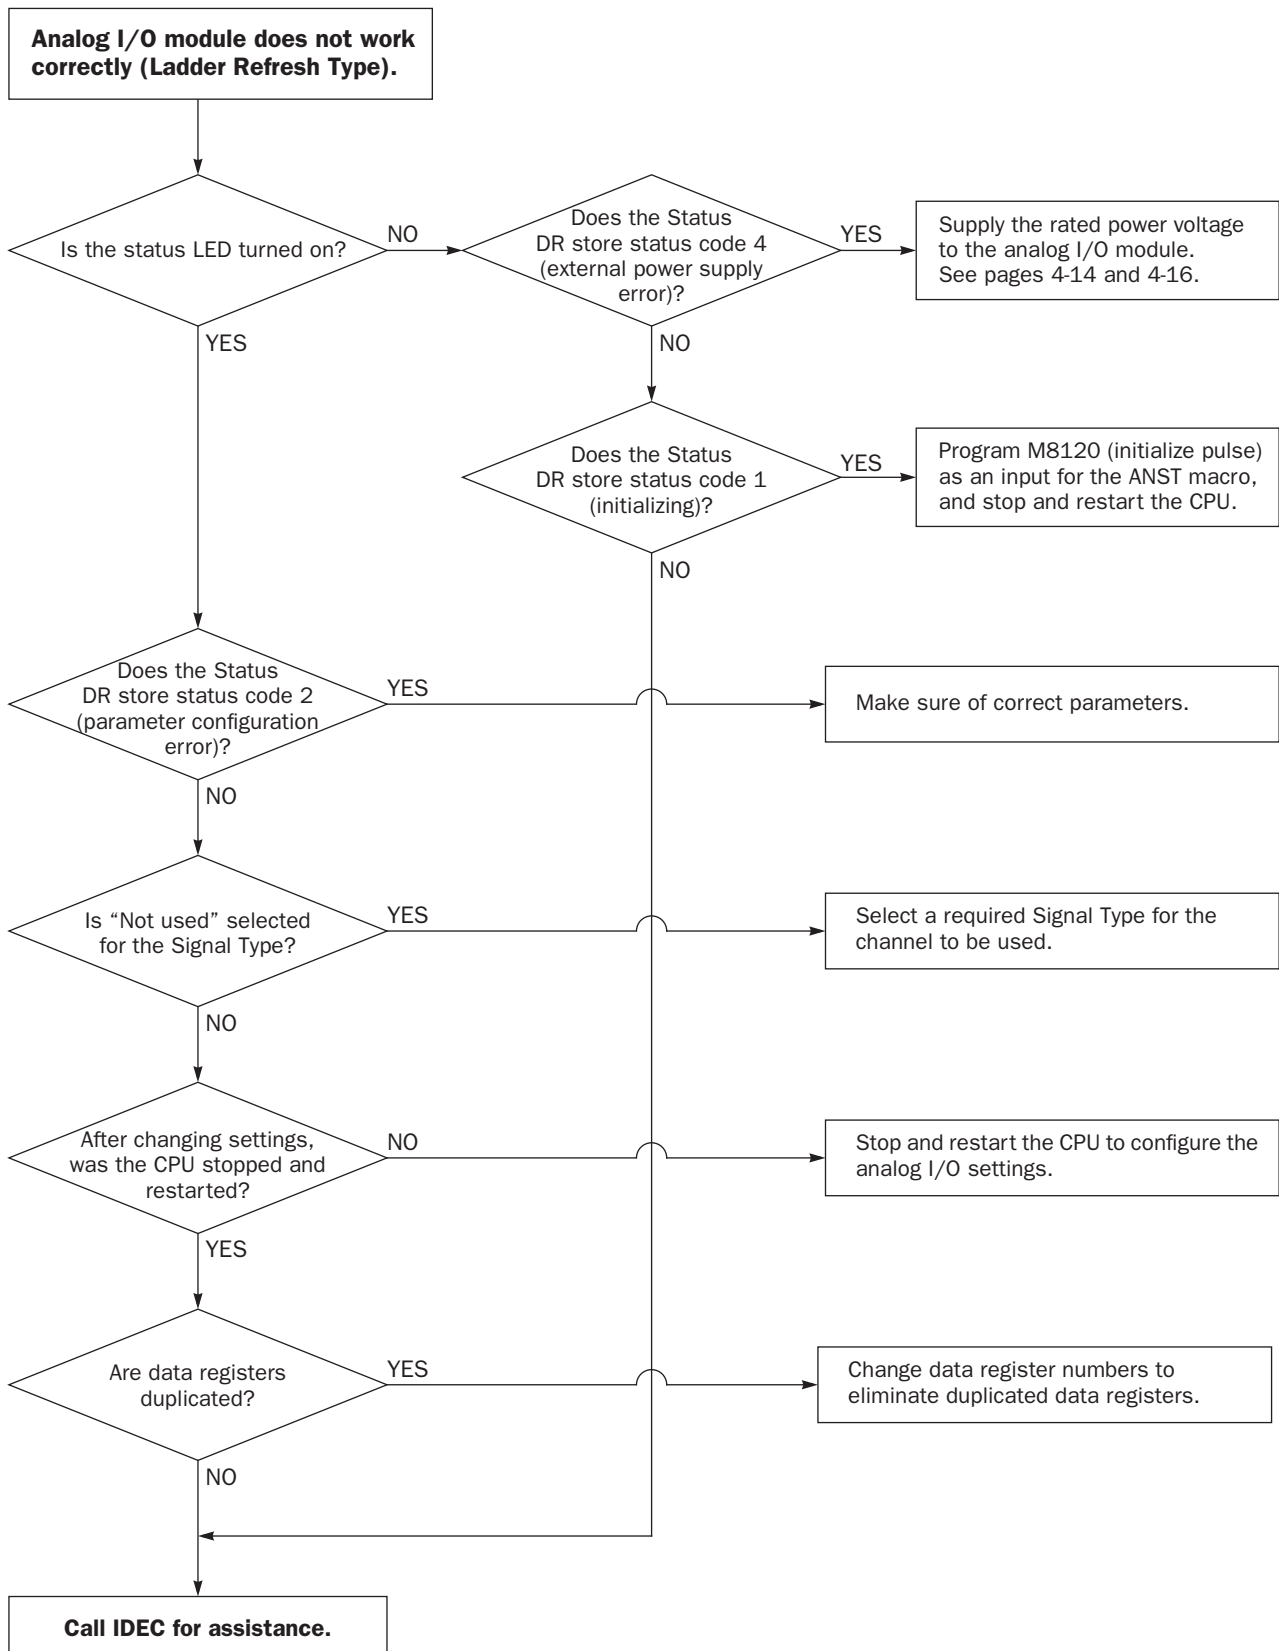 Analog I/O module does not work
correctly (Ladder Refresh Type).
Is the status LED turned on?
NO
Does the Status
DR store status code 4
(external power supply
error)?
YES
Supply the rated power voltage
to the analog I/O module.
See pages 4-14 and 4-16.
YES
NO
Does the Status
DR store status code 1
(initializing)?
YES
Program M8120 (initialize pulse)
as an input for the ANST macro,
and stop and restart the CPU.
NO
Does the Status
DR store status code 2
(parameter configuration
error)?
YES
Make sure of correct parameters.
NO
Is “Not used” selected
for the Signal Type?
YES
Select a required Signal Type for the
channel to be used.
NO
After changing settings,
was the CPU stopped and
restarted?
NO
Stop and restart the CPU to configure the
analog I/O settings.
YES
Are data registers
duplicated?
YES
Change data register numbers to
eliminate duplicated data registers.
NO
Call IDEC for assistance.